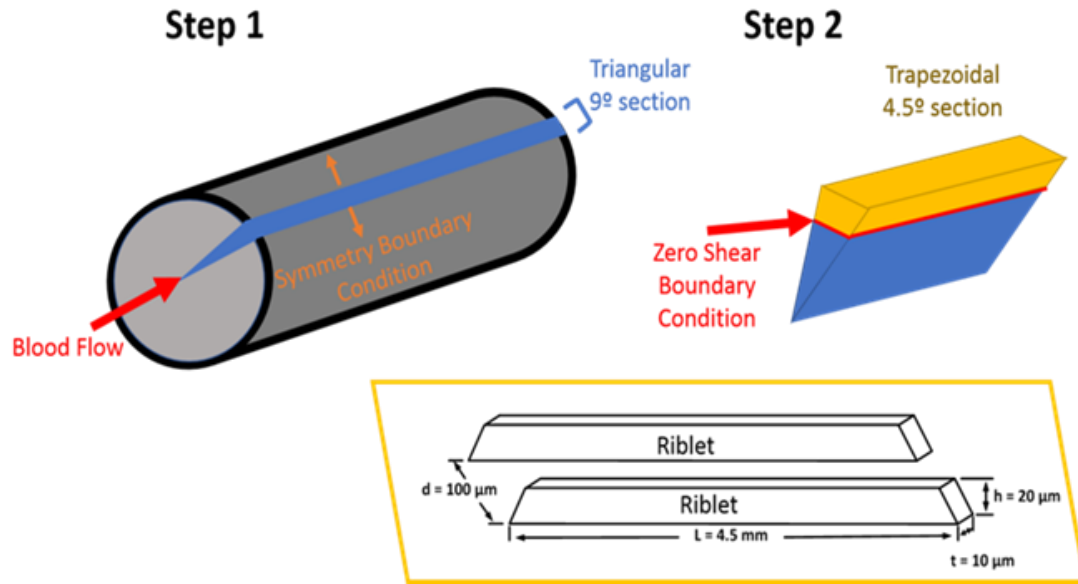 Step 1
Step 2
Triangular
9º section
Trapezoidal
4.5º section
Symmetry Boundary
Condition
Blood Flow
Zero Shear
Boundary
Condition
Riblet
d = 100 µm
Riblet
h = 20 µm
L = 4.5 mm
t = 10 µm